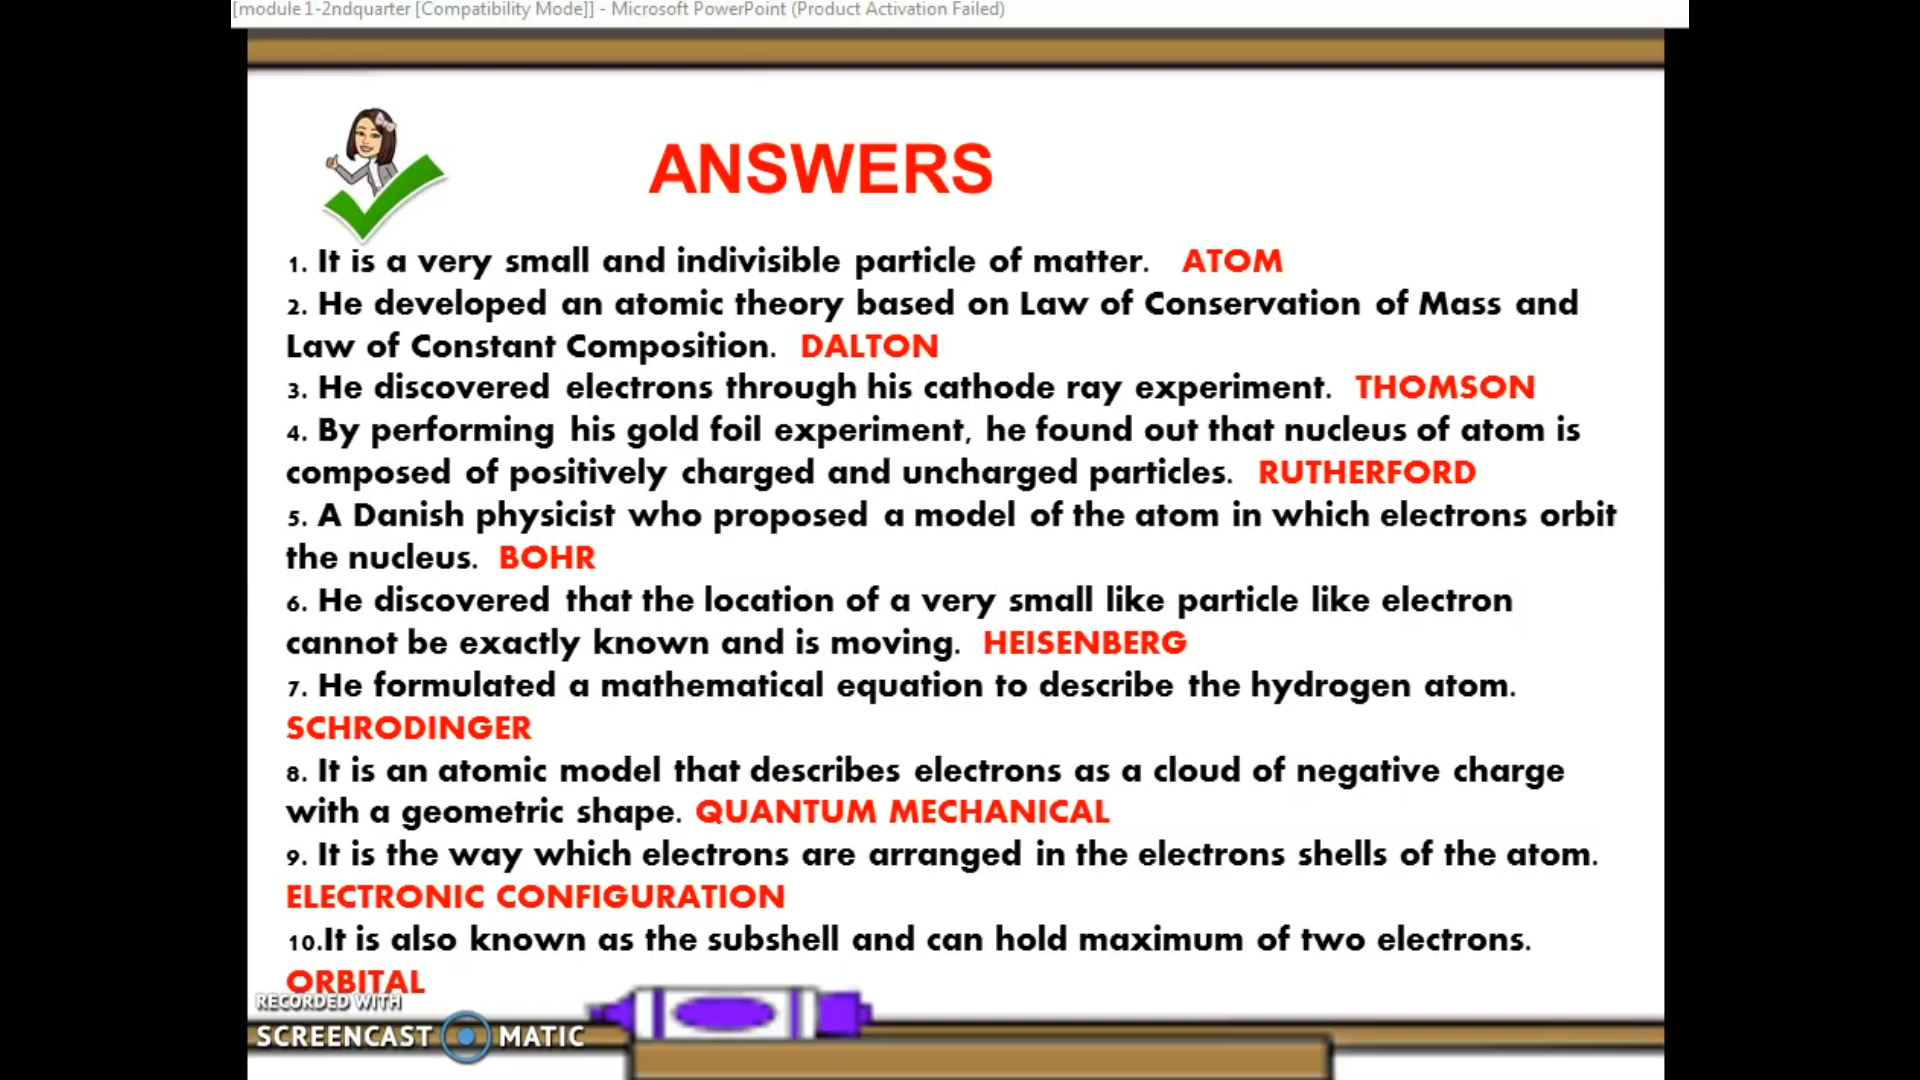 [module1-2ndquarter [Compatibility Mode]] - Microsoft PowerPoint (Product Activation Failed)
ANSWERS
1. It is a very small and indivisible particle of matter. ATOM
2. He developed an atomic theory based on Law of Conservation of Mass and
Law of Constant Composition. DALTON
3. He discovered electrons through his cathode ray experiment. THOMSON
4. By performing his gold foil experiment, he found out that nucleus of atom is
composed of positively charged and uncharged particles. RUTHERFORD
5. A Danish physicist who proposed a model of the atom in which electrons orbit
the nucleus. BOHR
6. He discovered that the location of a very small like particle like electron
cannot be exactly known and is moving. HEISENBERG
7. He formulated a mathematical equation to describe the hydrogen atom.
SCHRODINGER
8. It is an atomic model that describes electrons as a cloud of negative charge
with a geometric shape. QUANTUM MECHANICAL
9. It is the way which electrons are arranged in the electrons shells of the atom.
ELECTRONIC CONFIGURATION
10.It is also known as the subshell and can hold maximum of two electrons.
ORBITAL
RECORDED WITH
SCREENCAST MATIC